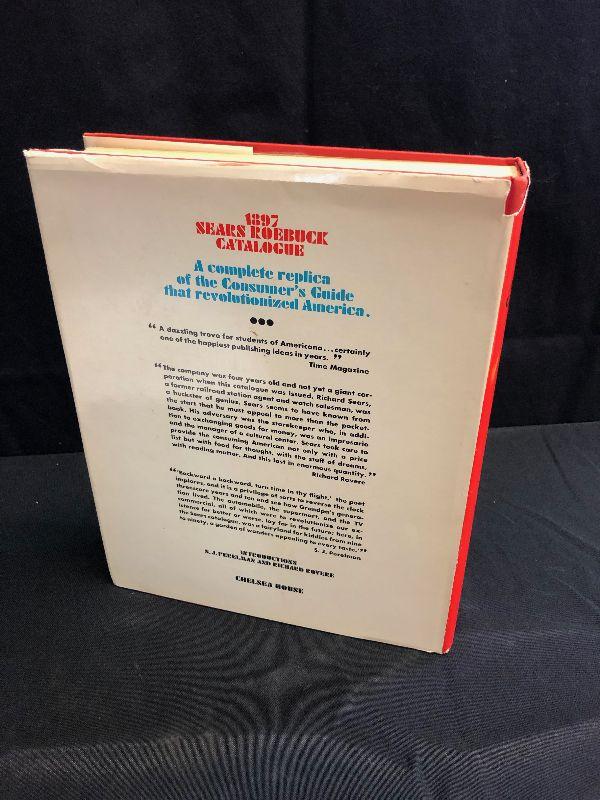 1897
SEARS ROEBUCK
CATALOGUE
A complete replica
of the Consumer's Guide
that revolutionized America.
“ A dazzling trove for students of Americana...certainly
one of the happiest publishing ideas in years. ”
Time Magazine
“ The company was four years old and not yet a giant cor-
poration when this catalogue was issued. Richard Sears,
a former railroad station agent and watch salesman, was
a huckster of genius. Sears seems to have known from
the start that he must appeal to more than the pocket-
book. His adversary was the storekeeper who, in addi-
tion to exchanging goods for money, was an impresario
and the manager of a cultural center. Sears took care to
provide the consuming American not only with a price
list but with food for thought, with the stuff of dreams,
with reading matter. And this last in enormous quantity. ”
Richard Rovere
“ 'Backward o backward, turn time in thy flight,' the poet
implores, and it is a privilege of sorts to reverse the clock
threescore years and ten and see how Grandpa's genera-
tion lived. The automobile, the supermart, and the TV
commercial, all of which were to revolutionize our ex-
istence for better or worse, lay far in the future; here, in
the Sears catalogue, was a fairyland for kiddies from nine
to ninety, a garden of wonders appealing to every taste. ”
S. J. Perelman
INTRODUCTIONS
S. J. PERELMAN AND RICHARD ROVERE
CHELSEA HOUSE